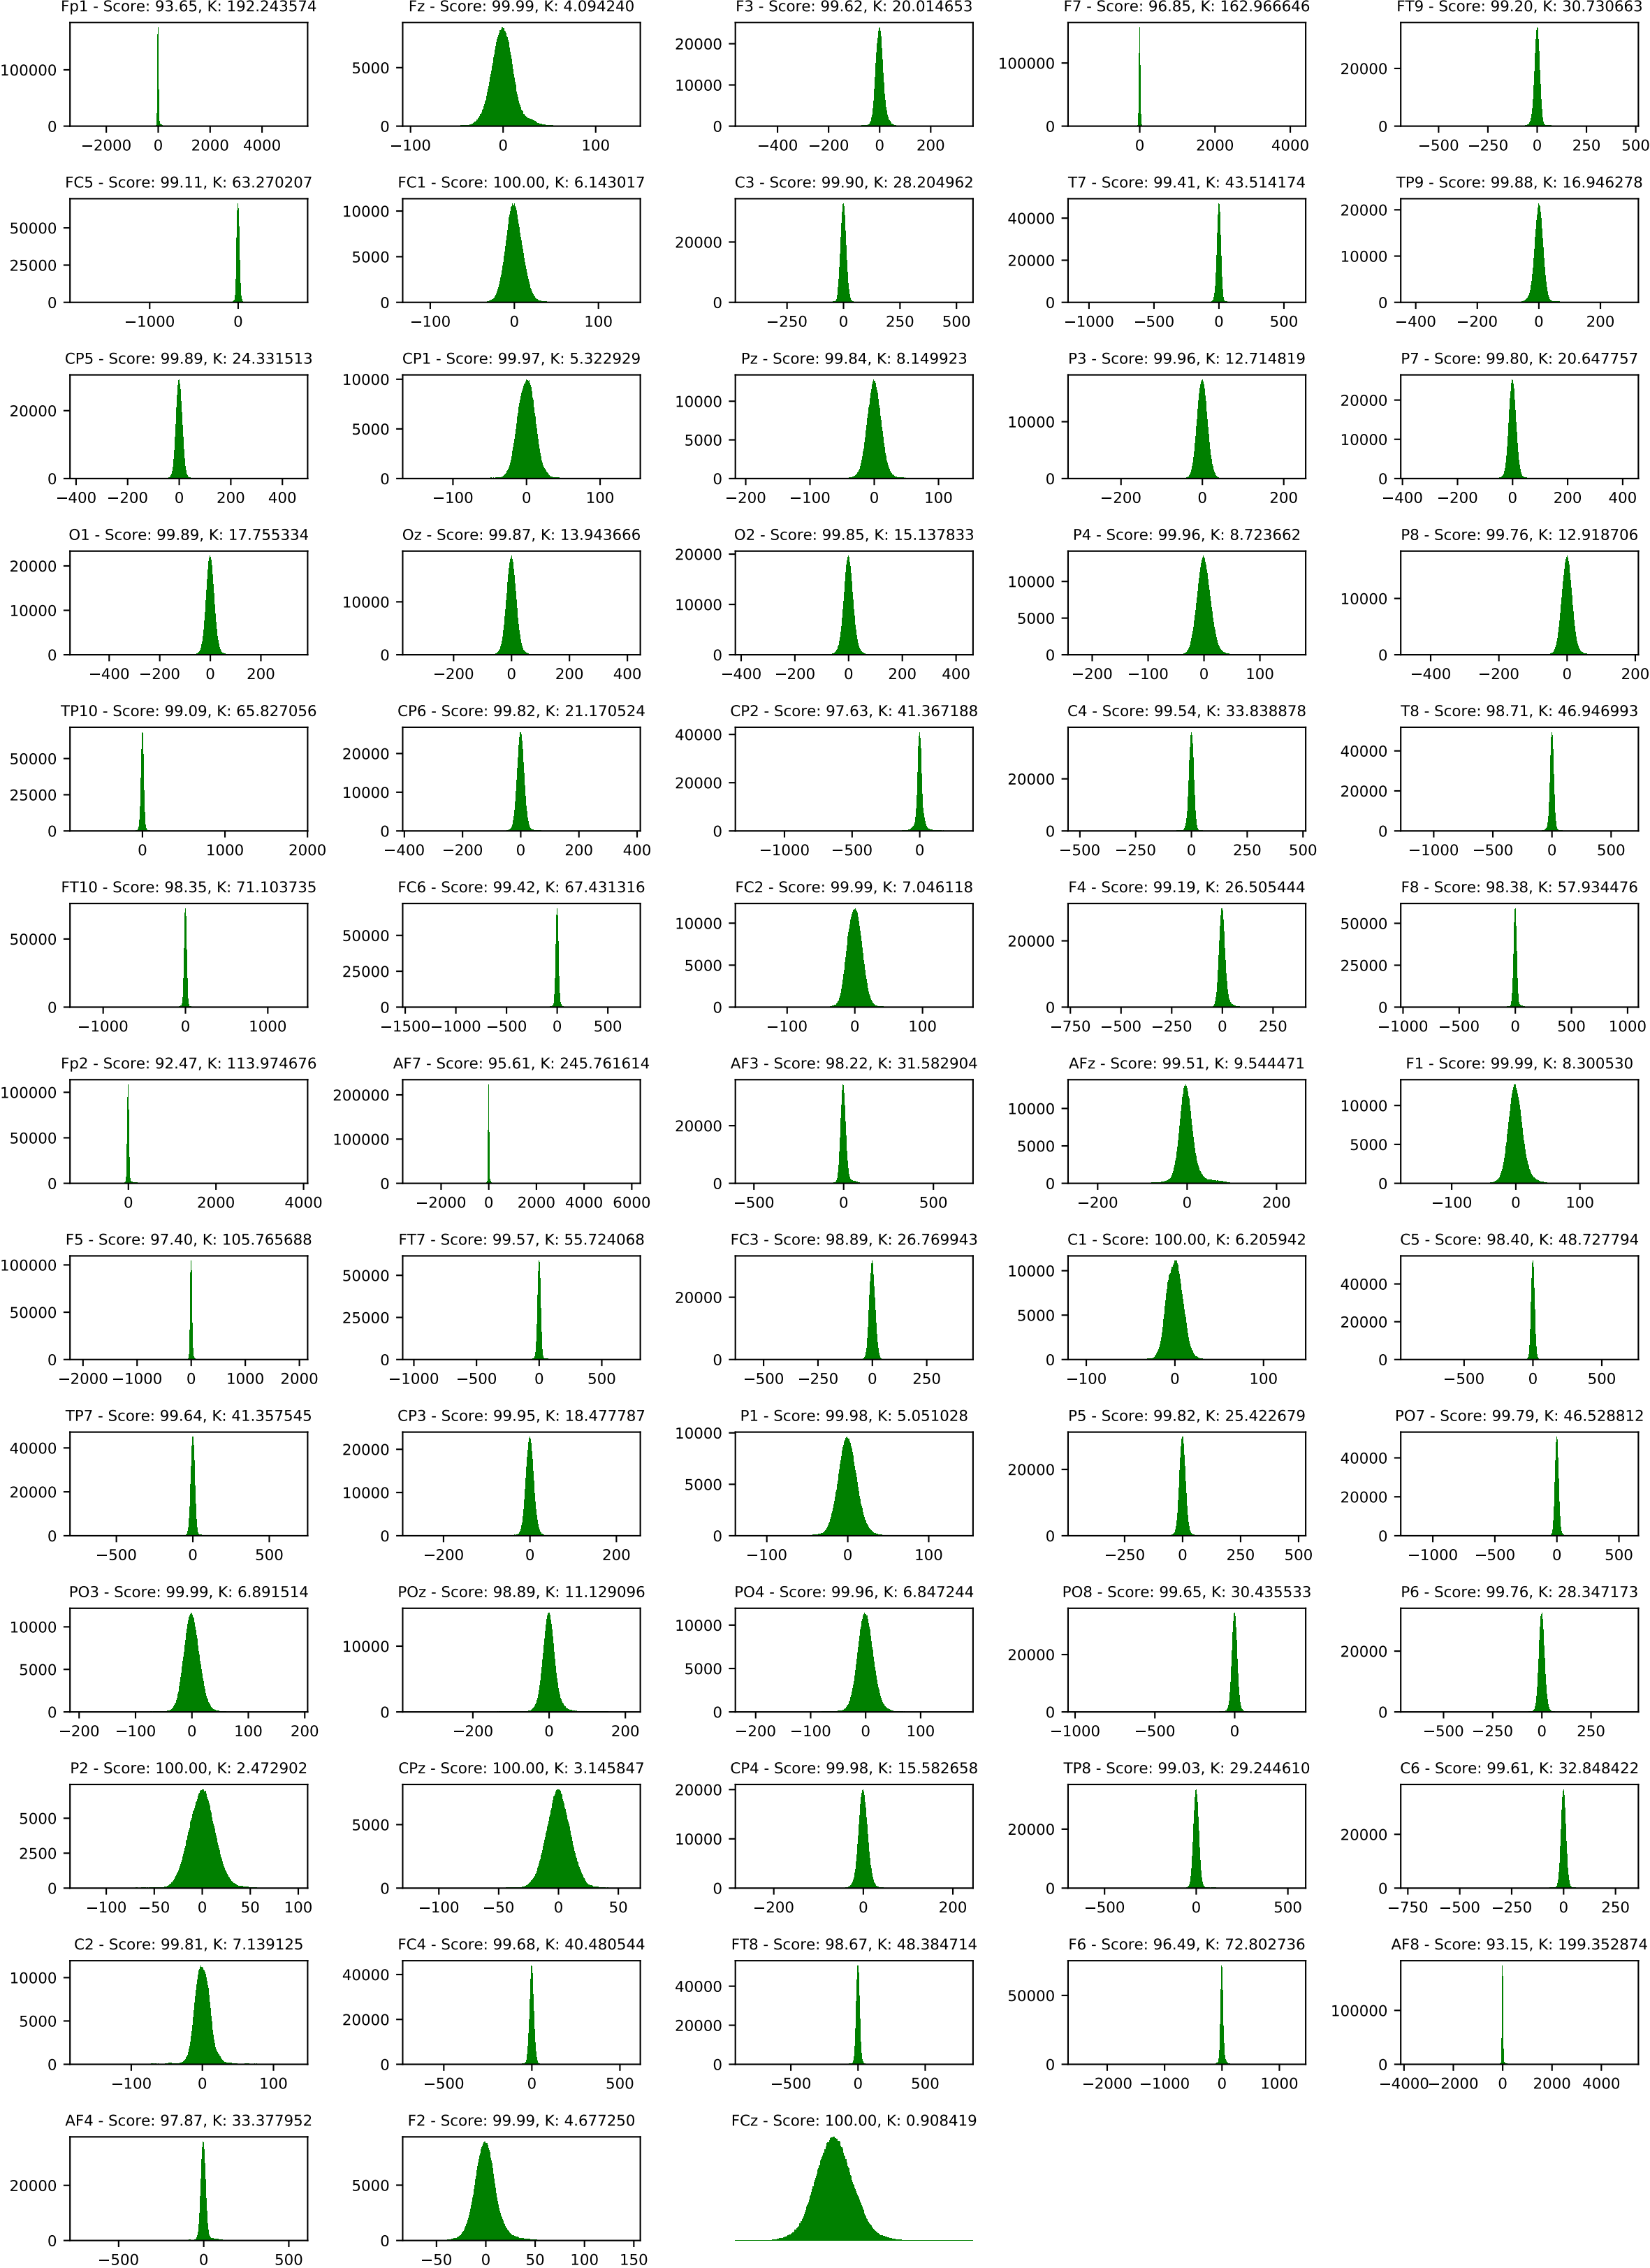 Fp1 - Score: 93.65, K: 192.243574
Fz - Score: 99.99, K: 4.094240
F3 - Score: 99.62, K: 20.014653
F7 - Score: 96.85, K: 162.966646
FT9 - Score: 99.20, K: 30.730663
100000
0
−2000 0 2000 4000
5000
0
−100 0 100
20000
10000
0
−400 −200 0 200
100000
0
0 2000 4000
20000
0
−500 −250 0 250 500
FC5 - Score: 99.11, K: 63.270207
FC1 - Score: 100.00, K: 6.143017
C3 - Score: 99.90, K: 28.204962
T7 - Score: 99.41, K: 43.514174
TP9 - Score: 99.88, K: 16.946278
50000
25000
0
−1000 0
10000
5000
0
−100 0 100
20000
0
−250 0 250 500
40000
20000
0
−1000 −500 0 500
20000
10000
0
−400 −200 0 200
CP5 - Score: 99.89, K: 24.331513
CP1 - Score: 99.97, K: 5.322929
Pz - Score: 99.84, K: 8.149923
P3 - Score: 99.96, K: 12.714819
P7 - Score: 99.80, K: 20.647757
20000
0
−400 −200 0 200 400
10000
5000
0
−100 0 100
10000
5000
0
−200 −100 0 100
10000
0
−200 0 200
20000
10000
0
−400 −200 0 200 400
O1 - Score: 99.89, K: 17.755334
Oz - Score: 99.87, K: 13.943666
O2 - Score: 99.85, K: 15.137833
P4 - Score: 99.96, K: 8.723662
P8 - Score: 99.76, K: 12.918706
20000
10000
0
−400 −200 0 200
10000
0
−200 0 200 400
20000
10000
0
−400 −200 0 200 400
10000
5000
0
−200 −100 0 100
10000
0
−400 −200 0 200
TP10 - Score: 99.09, K: 65.827056
CP6 - Score: 99.82, K: 21.170524
CP2 - Score: 97.63, K: 41.367188
C4 - Score: 99.54, K: 33.838878
T8 - Score: 98.71, K: 46.946993
50000
25000
0
0 1000 2000
20000
10000
0
−400 −200 0 200 400
40000
20000
0
−1000 −500 0
20000
0
−500 −250 0 250 500
40000
20000
0
−1000 −500 0 500
FT10 - Score: 98.35, K: 71.103735
FC6 - Score: 99.42, K: 67.431316
FC2 - Score: 99.99, K: 7.046118
F4 - Score: 99.19, K: 26.505444
F8 - Score: 98.38, K: 57.934476
50000
0
−1000 0 1000
50000
25000
0
−1500 −1000 −500 0 500
10000
5000
0
−100 0 100
20000
0
−750 −500 −250 0 250
50000
25000
0
−1000 −500 0 500 1000
Fp2 - Score: 92.47, K: 113.974676
AF7 - Score: 95.61, K: 245.761614
AF3 - Score: 98.22, K: 31.582904
AFz - Score: 99.51, K: 9.544471
F1 - Score: 99.99, K: 8.300530
100000
50000
0
0 2000 4000
200000
100000
0
−2000 0 2000 4000 6000
20000
0
−500 0 500
10000
5000
0
−200 0 200
10000
5000
0
−100 0 100
F5 - Score: 97.40, K: 105.765688
FT7 - Score: 99.57, K: 55.724068
FC3 - Score: 98.89, K: 26.769943
C1 - Score: 100.00, K: 6.205942
C5 - Score: 98.40, K: 48.727794
100000
50000
0
−2000 −1000 0 1000 2000
50000
25000
0
−1000 −500 0 500
20000
0
−500 −250 0 250
10000
5000
0
−100 0 100
40000
20000
0
−500 0 500
TP7 - Score: 99.64, K: 41.357545
CP3 - Score: 99.95, K: 18.477787
P1 - Score: 99.98, K: 5.051028
P5 - Score: 99.82, K: 25.422679
PO7 - Score: 99.79, K: 46.528812
40000
20000
0
−500 0 500
20000
10000
0
−200 0 200
10000
5000
0
−100 0 100
20000
0
−250 0 250 500
40000
20000
0
−1000 −500 0 500
PO3 - Score: 99.99, K: 6.891514
POz - Score: 98.89, K: 11.129096
PO4 - Score: 99.96, K: 6.847244
PO8 - Score: 99.65, K: 30.435533
P6 - Score: 99.76, K: 28.347173
10000
5000
0
−200 −100 0 100 200
10000
0
−200 0 200
10000
5000
0
−200 −100 0 100
20000
0
−1000 −500 0
20000
0
−500 −250 0 250
P2 - Score: 100.00, K: 2.472902
CPz - Score: 100.00, K: 3.145847
CP4 - Score: 99.98, K: 15.582658
TP8 - Score: 99.03, K: 29.244610
C6 - Score: 99.61, K: 32.848422
5000
2500
0
−100 −50 0 50 100
5000
0
−100 −50 0 50
20000
10000
0
−200 0 200
20000
0
−500 0 500
20000
0
−750 −500 −250 0 250
C2 - Score: 99.81, K: 7.139125
FC4 - Score: 99.68, K: 40.480544
FT8 - Score: 98.67, K: 48.384714
F6 - Score: 96.49, K: 72.802736
AF8 - Score: 93.15, K: 199.352874
10000
5000
0
−100 0 100
40000
20000
0
−500 0 500
40000
20000
0
−500 0 500
50000
0
−2000 −1000 0 1000
100000
0
−4000 −2000 0 2000 4000
AF4 - Score: 97.87, K: 33.377952
F2 - Score: 99.99, K: 4.677250
FCz - Score: 100.00, K: 0.908419
20000
0
−500 0 500
5000
0
−50 0 50 100 150